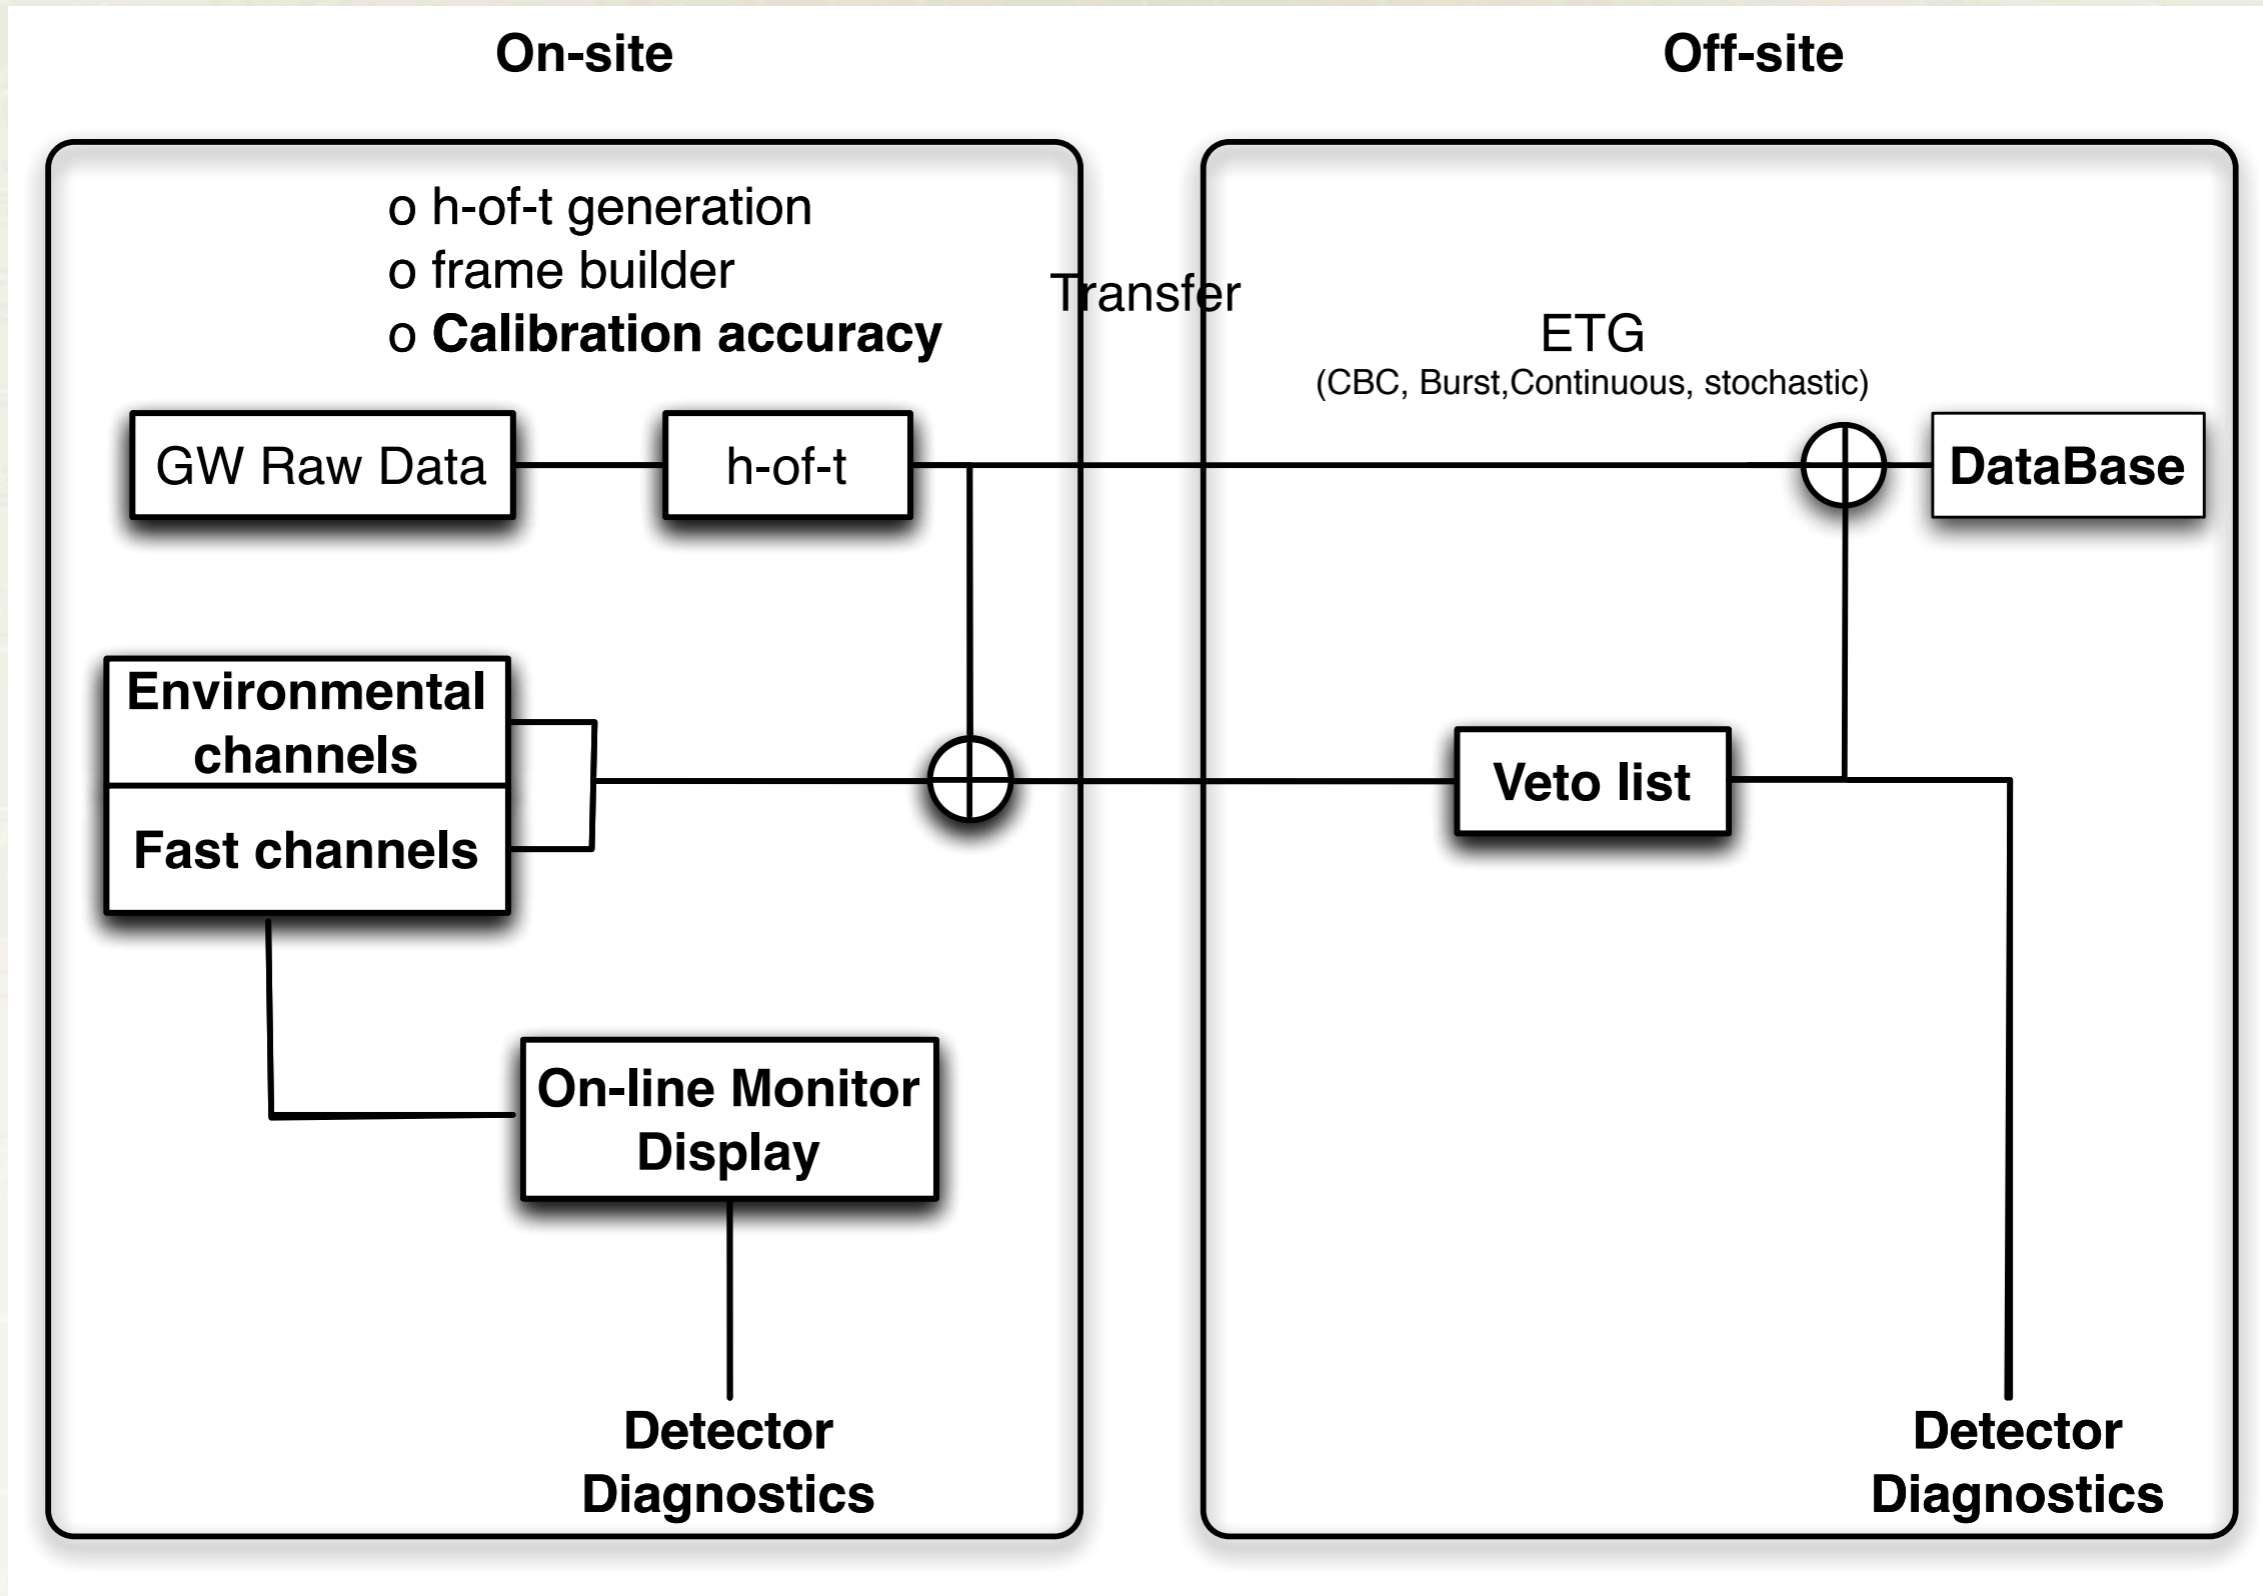 On-site
Off-site
o h-of-t generation
o frame builder
o Calibration accuracy
Transfer
ETG
(CBC, Burst,Continuous, stochastic)
GW Raw Data
h-of-t
DataBase
Environmental
channels
Fast channels
Veto list
On-line Monitor
Display
Detector
Diagnostics
Detector
Diagnostics